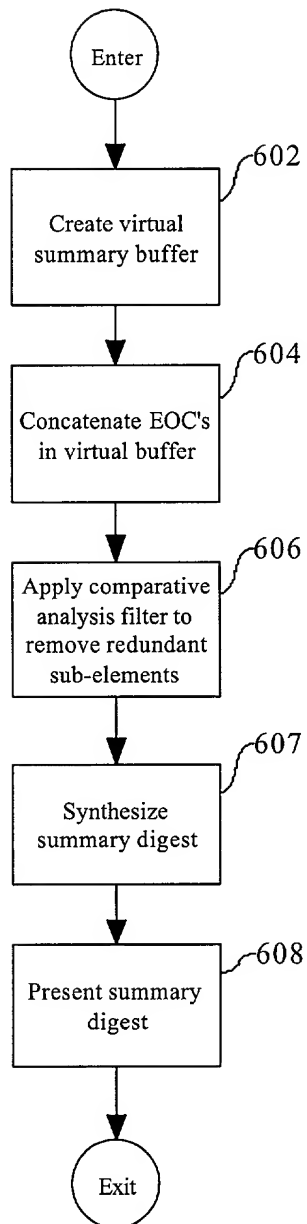 Enter
602
Create virtual
summary buffer
604
Concatenate EOC's
in virtual buffer
606
Apply comparative
analysis filter to
remove redundant
sub-elements
607
Synthesize
summary digest
608
Present summary
digest
Exit